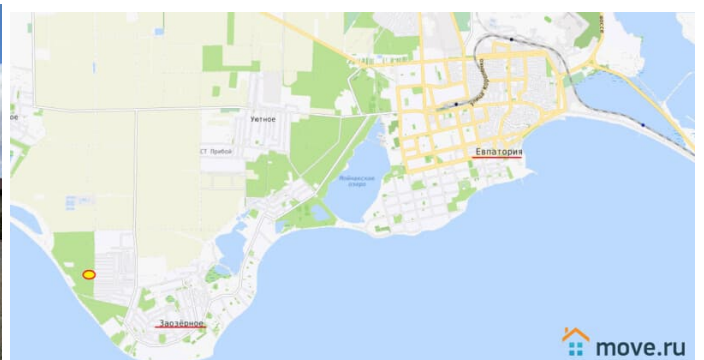 Уютное
СТ Прибой
Евпатория
Мойнакское
озеро
Заозёрное
move.ru